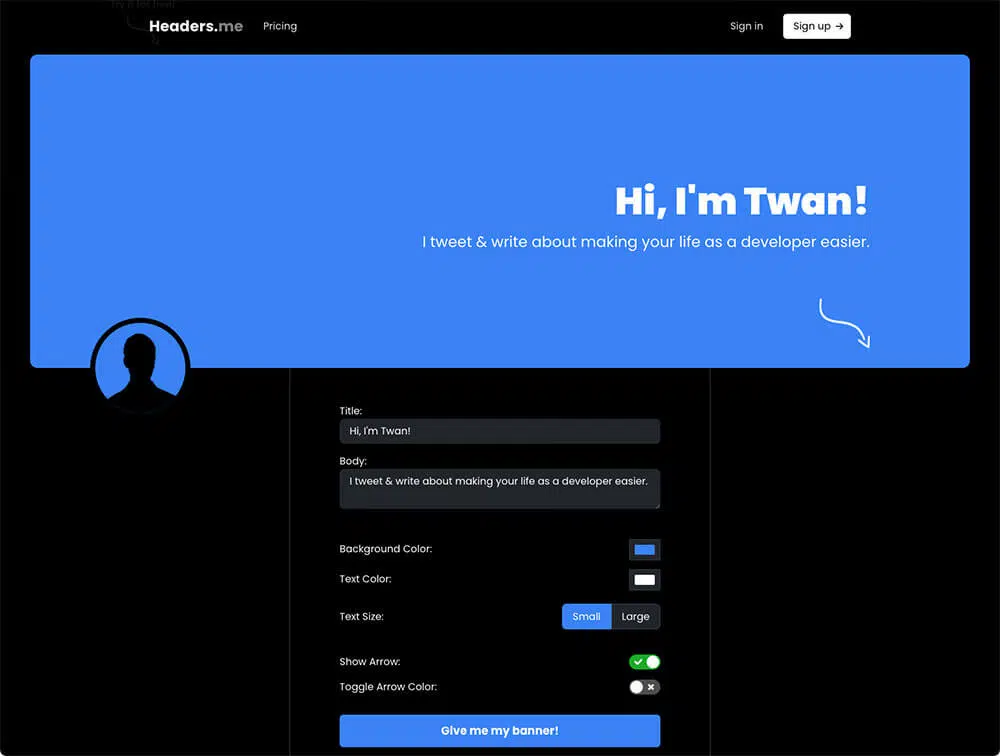 Try it for free!
Headers.me Pricing Sign in Sign up →
Hi, I'm Twan!
I tweet & write about making your life as a developer easier.
Title:
Hi, I'm Twan!
Body:
I tweet & write about making your life as a developer easier.
Background Color:
Text Color:
Text Size: Small Large
Show Arrow:
Toggle Arrow Color:
Give me my banner!